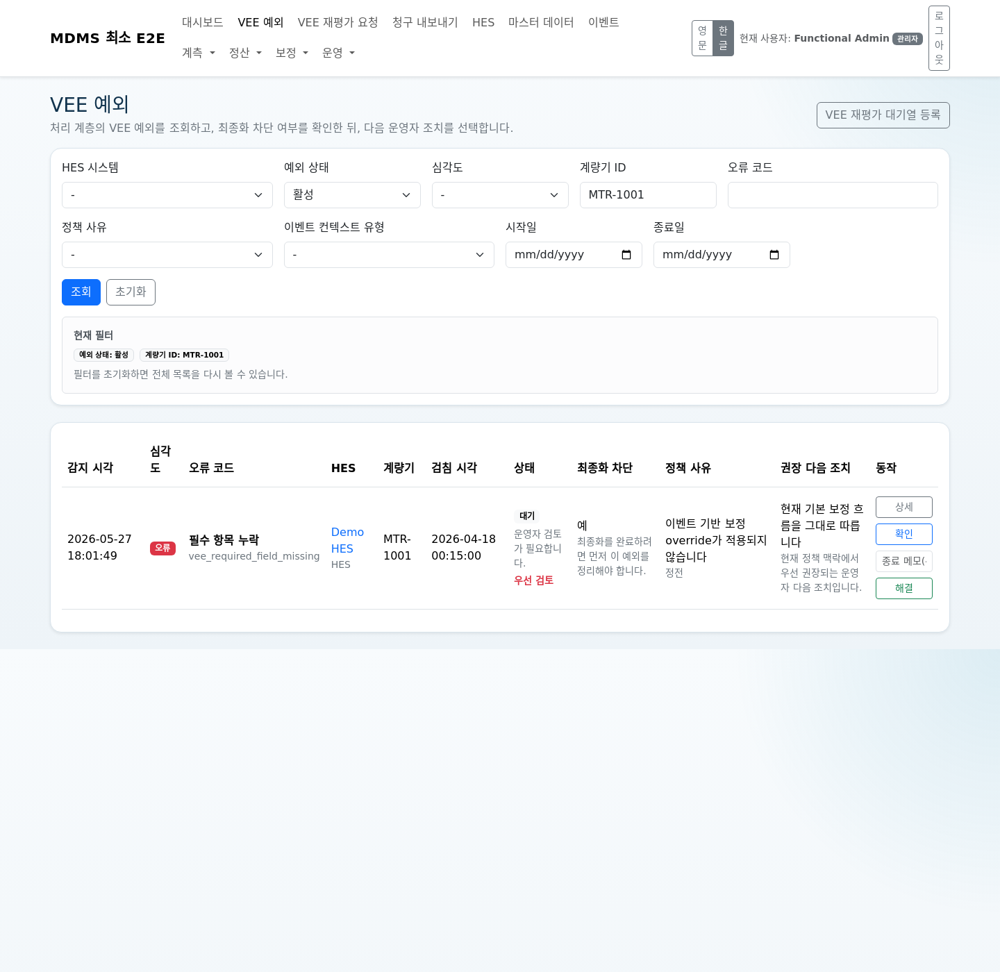 MDMS 최소 E2E
대시보드 VEE 예외 VEE 재평가 요청 청구 내보내기 HES 마스터 데이터 이벤트
계측 정산 보정 운영
영문
한글
현재 사용자: Functional Admin 관리자
로그아웃
VEE 예외
처리 계층의 VEE 예외를 조회하고, 최종화 차단 여부를 확인한 뒤, 다음 운영자 조치를 선택합니다.
VEE 재평가 대기열 등록
HES 시스템 예외 상태 심각도 계량기 ID 오류 코드
- 활성 - MTR-1001
정책 사유 이벤트 컨텍스트 유형 시작일 종료일
- - mm/dd/yyyy mm/dd/yyyy
조회 초기화
현재 필터
예외 상태: 활성 계량기 ID: MTR-1001
필터를 초기화하면 전체 목록을 다시 볼 수 있습니다.
감지 시각 심각도 오류 코드 HES 계량기 검침 시각 상태 최종화 차단 정책 사유 권장 다음 조치 동작
2026-05-27
18:01:49
오류
필수 항목 누락
vee_required_field_missing
Demo
HES
HES
MTR-
1001
2026-04-18
00:15:00
대기
운영자 검토
가 필요합니
다.
우선 검토
예
최종화를 완료하려
면 먼저 이 예외를
정리해야 합니다.
이벤트 기반 보정
override가 적용되지
않습니다
정전
현재 기본 보정 흐
름을 그대로 따릅
니다
현재 정책 맥락에서
우선 권장되는 운영
자 다음 조치입니다.
상세
확인
종료 메모(
해결